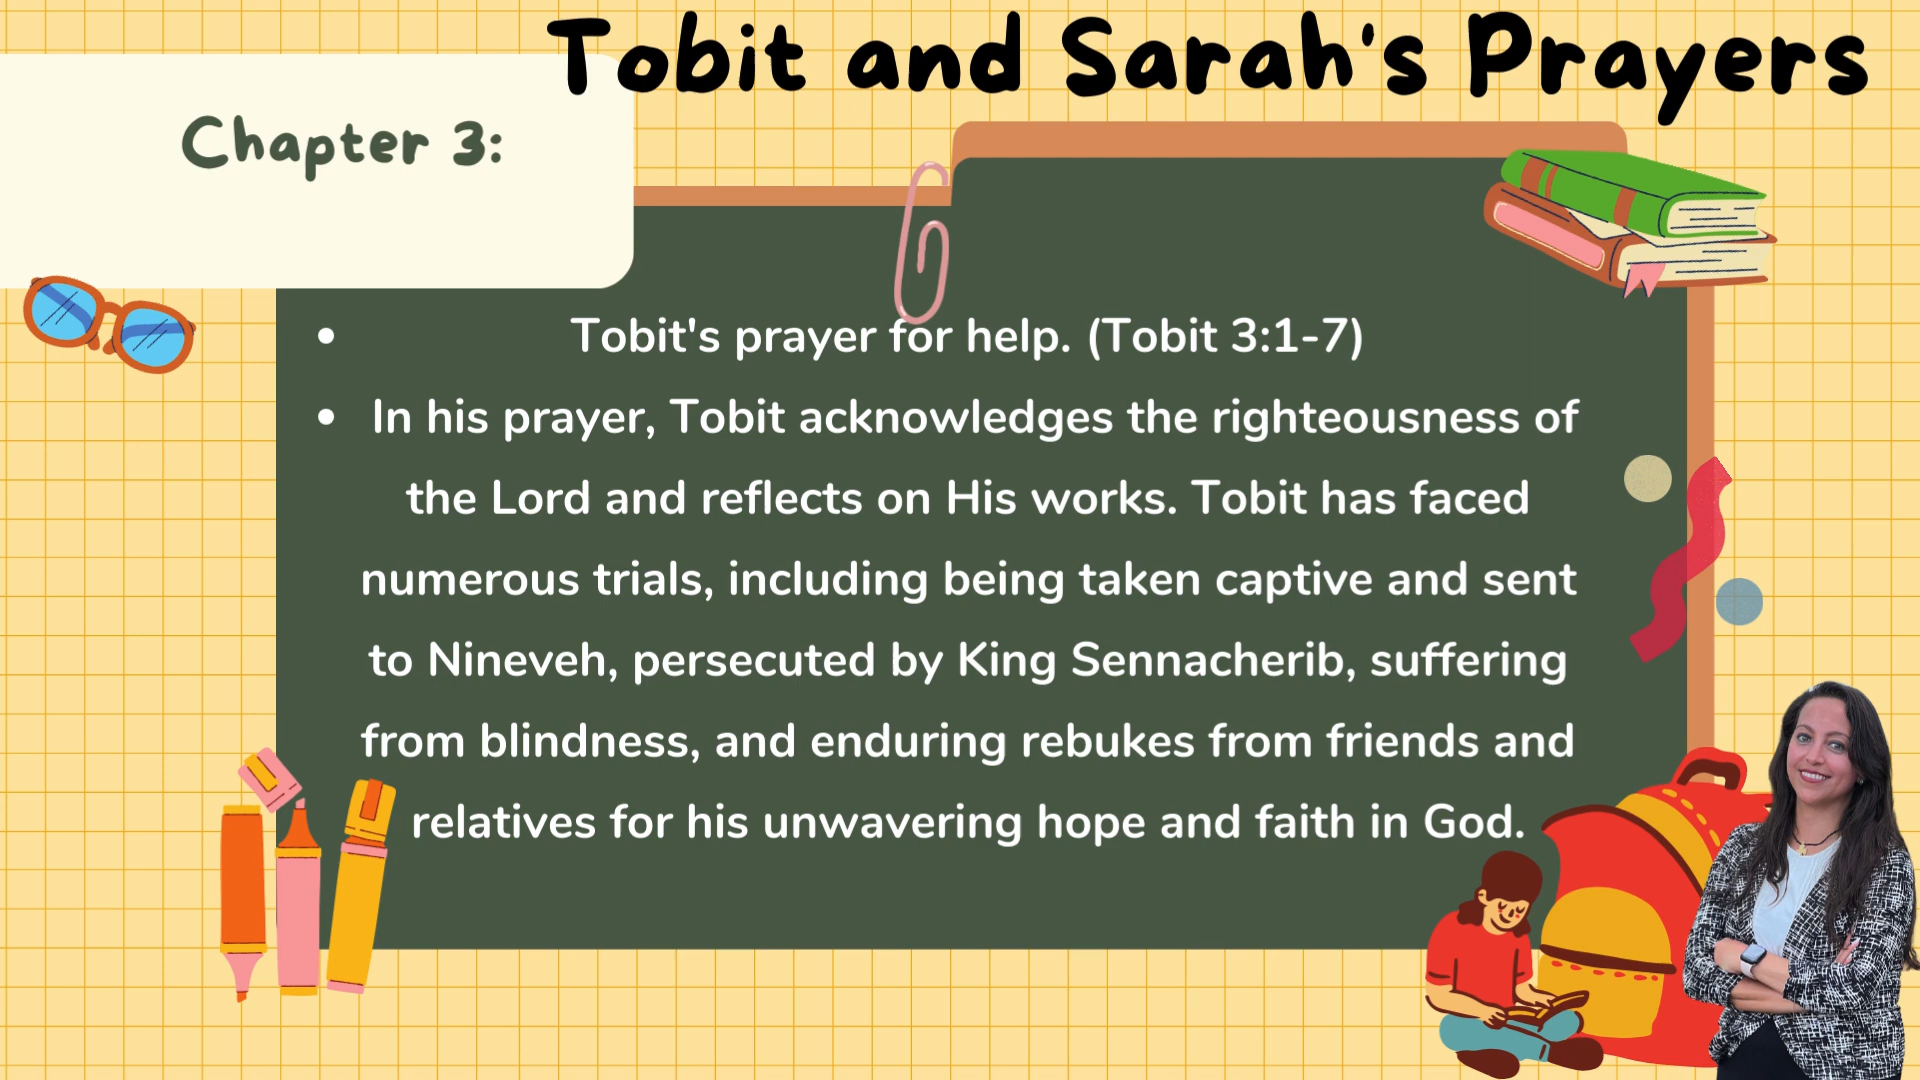 Tobit and Sarah's Prayers
Chapter 3:
• Tobit's prayer for help. (Tobit 3:1-7)
• In his prayer, Tobit acknowledges the righteousness of
the Lord and reflects on His works. Tobit has faced
numerous trials, including being taken captive and sent
to Nineveh, persecuted by King Sennacherib, suffering
from blindness, and enduring rebukes from friends and
relatives for his unwavering hope and faith in God.